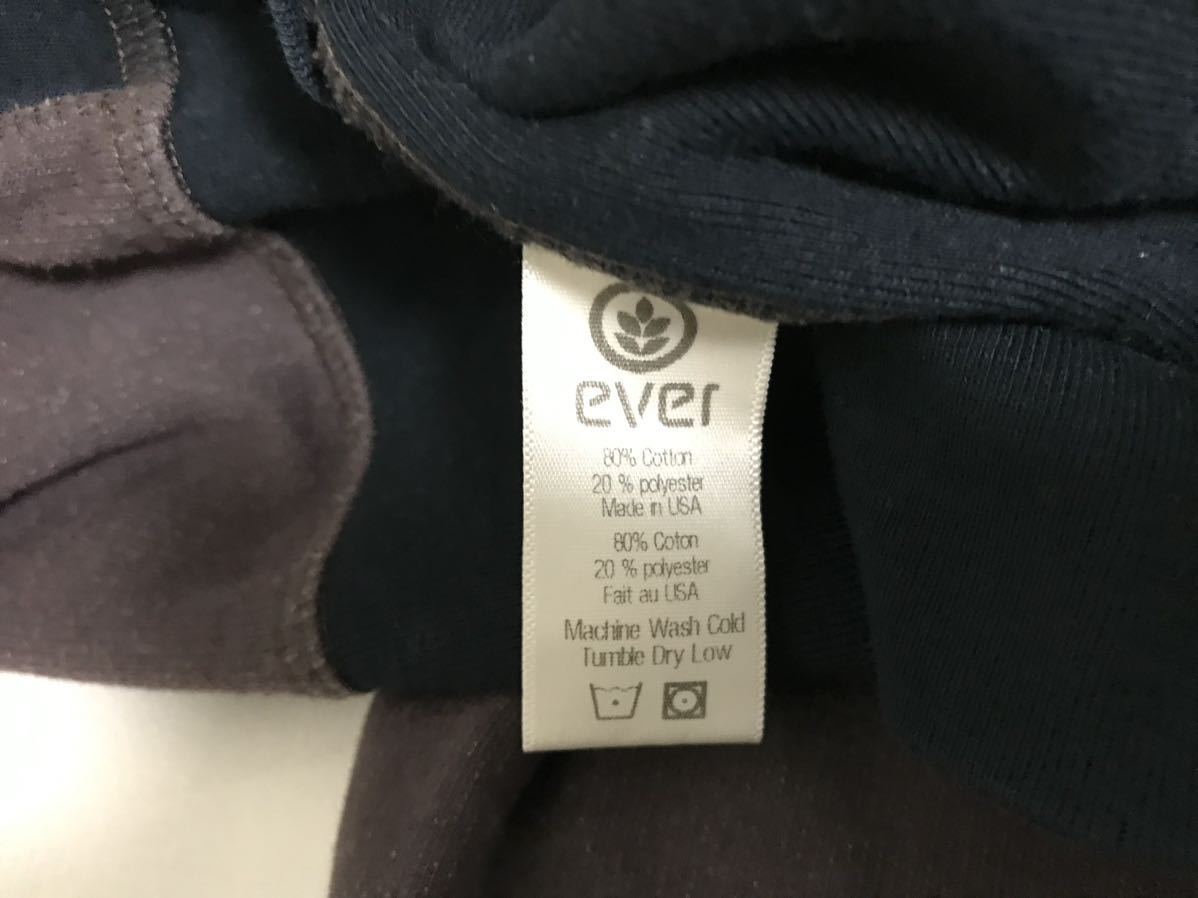 ever
80% Cotton
20 % polyester
Made in USA
80% Coton
20 % polyester
Fait au USA
Machine Wash Cold
Tumble Dry Low